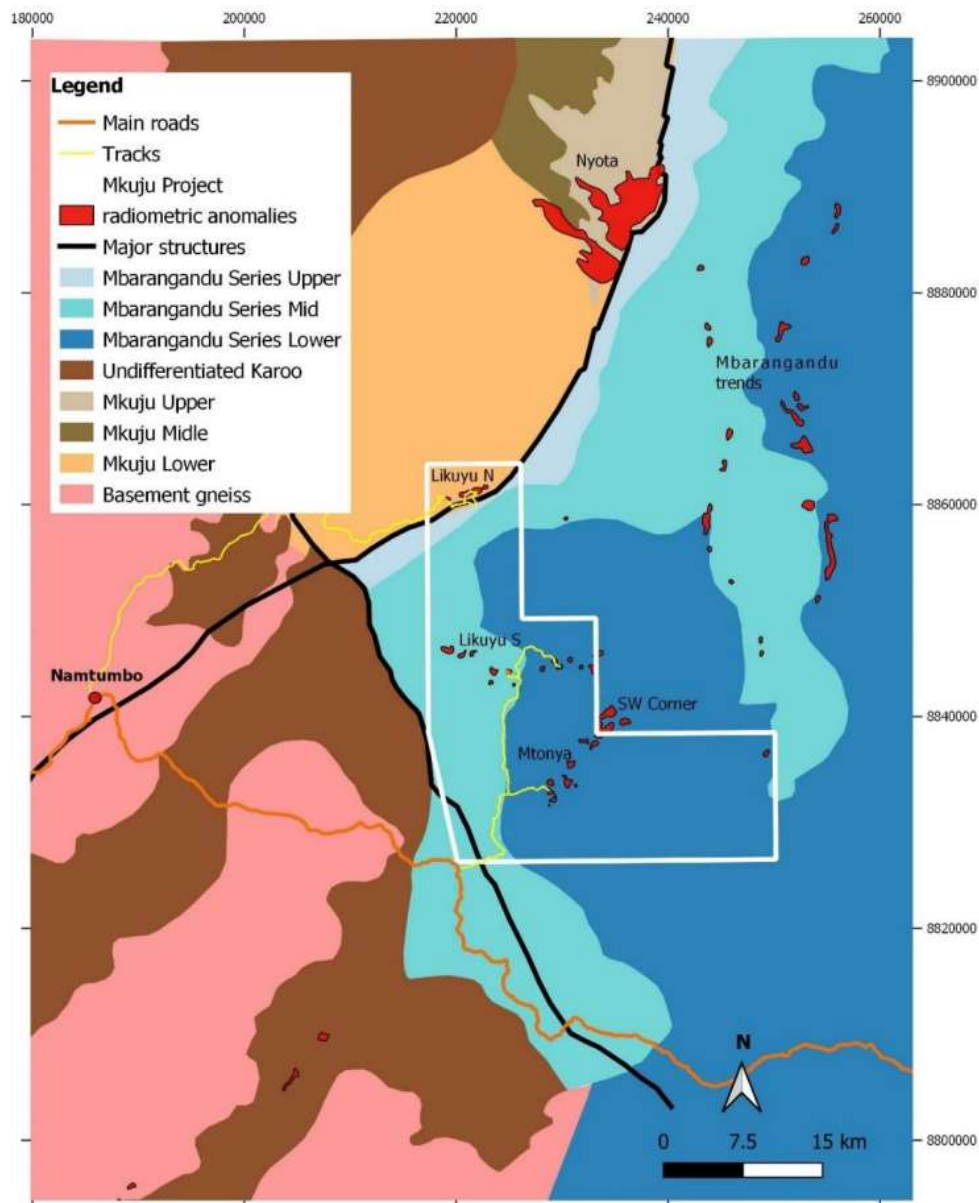 180000
200000
220000
240000
260000
Legend
Main roads
Tracks
Mkuju Project
radiometric anomalies
Major structures
Mbarangandu Series Upper
Mbarangandu Series Mid
Mbarangandu Series Lower
Undifferentiated Karoo
Mkuju Upper
Mkuju Midle
Mkuju Lower
Basement gneiss
8900000
Nyota
8880000
Mbarangandu
trends
Likuyu N
8860000
Likuyu S
Namtumbo
SW Corner
8840000
Mtonya
8820000
N
0 7.5 15 km
8800000